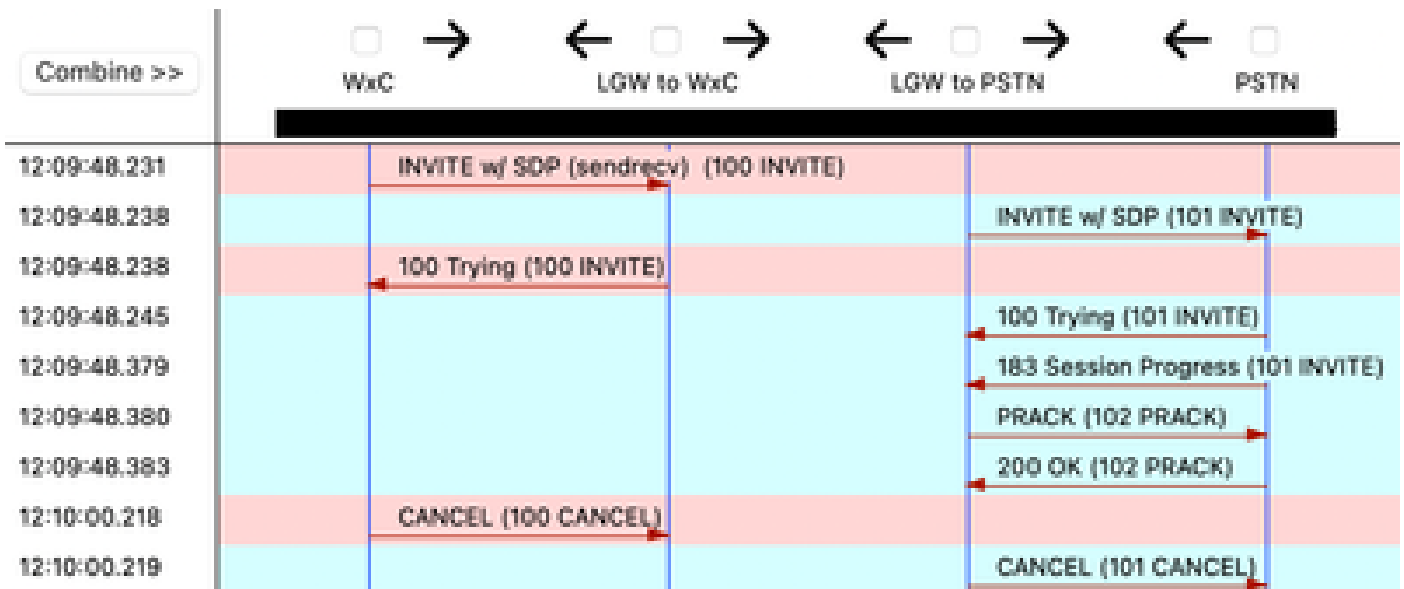 Combine >>
WxC LGW to WxC LGW to PSTN PSTN
12:09:48.231 INVITE w/ SDP (sendrecv) (100 INVITE)
12:09:48.238 INVITE w/ SDP (101 INVITE)
12:09:48.238 100 Trying (100 INVITE)
12:09:48.245 100 Trying (101 INVITE)
12:09:48.379 183 Session Progress (101 INVITE)
12:09:48.380 PRACK (102 PRACK)
12:09:48.383 200 OK (102 PRACK)
12:10:00.218 CANCEL (100 CANCEL)
12:10:00.219 CANCEL (101 CANCEL)